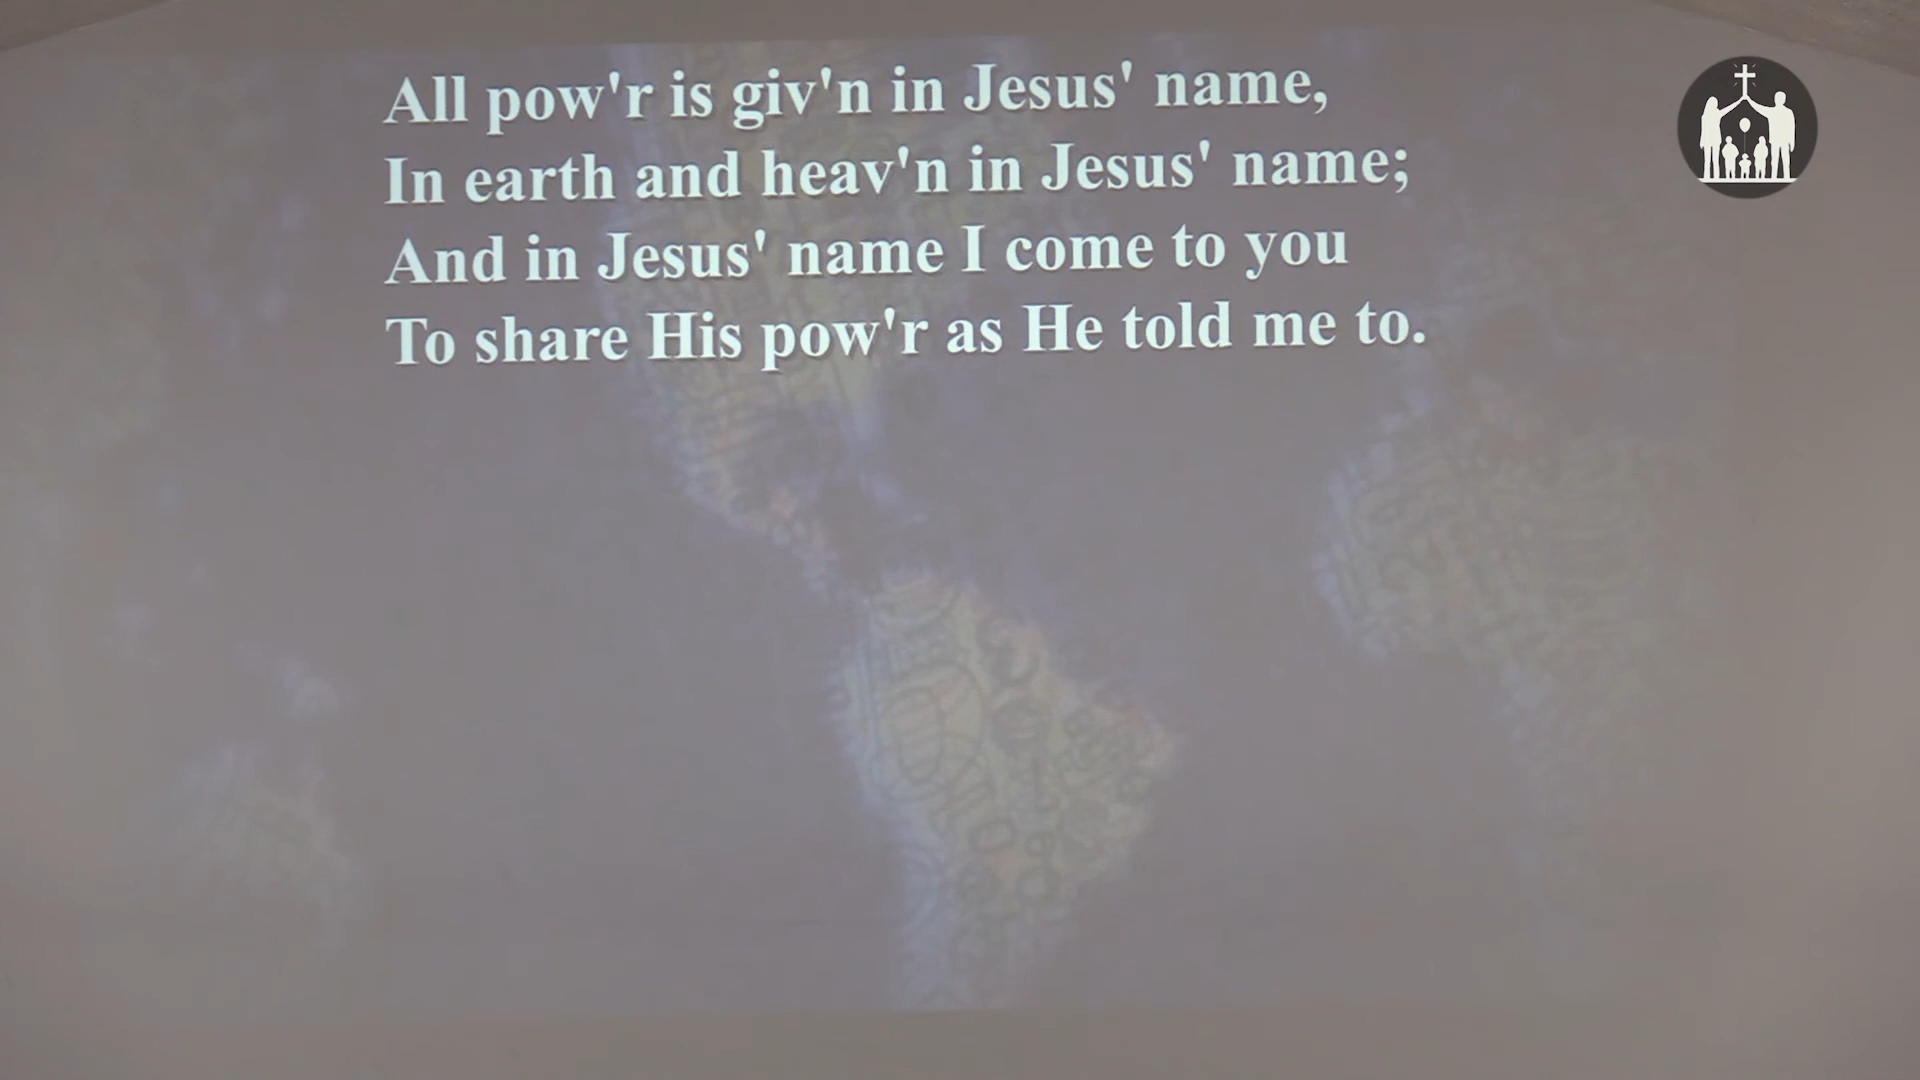 All pow'r is giv'n in Jesus' name,
In earth and heav'n in Jesus' name;
And in Jesus' name I come to you
To share His pow'r as He told me to.